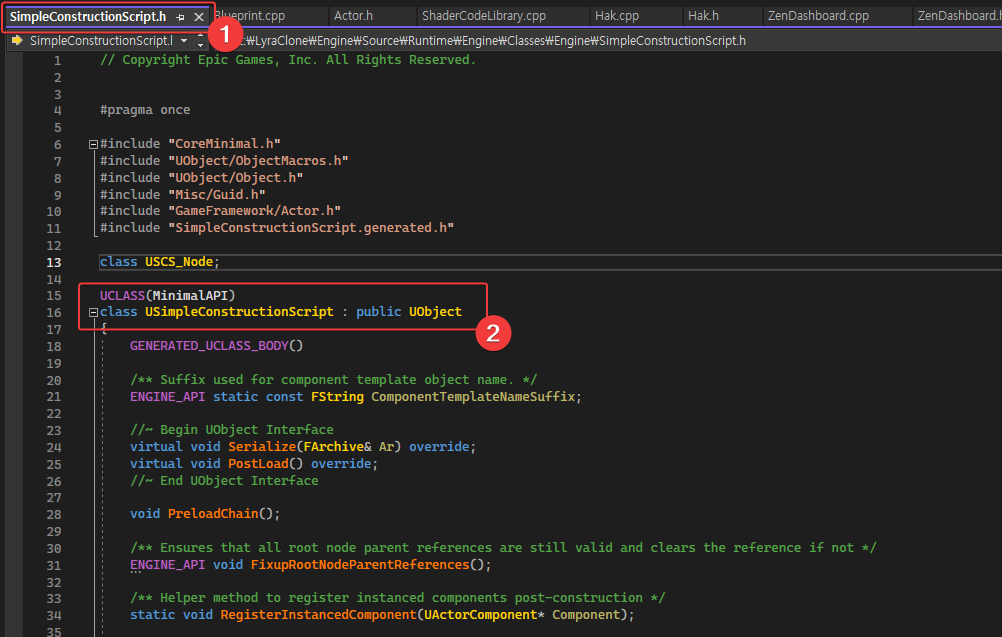 SimpleConstructionScript.h
Blueprint.cpp
Actor.h
ShaderCodeLibrary.cpp
Hak.cpp
Hak.h
ZenDashboard.cpp
ZenDashboard.h
1
SimpleConstructionScript.l
:₩LyraClone₩Engine₩Source₩Runtime₩Engine₩Classes₩Engine₩SimpleConstructionScript.h
1 // Copyright Epic Games, Inc. All Rights Reserved.
2
3
4 #pragma once
5
6 #include "CoreMinimal.h"
7 #include "UObject/ObjectMacros.h"
8 #include "UObject/Object.h"
9 #include "Misc/Guid.h"
10 #include "GameFramework/Actor.h"
11 #include "SimpleConstructionScript.generated.h"
12
13 class USCS_Node;
14
15 UCLASS(MinimalAPI)
16 class USimpleConstructionScript : public UObject
2
17 {
18 GENERATED_UCLASS_BODY()
19
20 /** Suffix used for component template object name. */
21 ENGINE_API static const FString ComponentTemplateNameSuffix;
22
23 //~ Begin UObject Interface
24 virtual void Serialize(FArchive& Ar) override;
25 virtual void PostLoad() override;
26 //~ End UObject Interface
27
28 void PreloadChain();
29
30 /** Ensures that all root node parent references are still valid and clears the reference if not */
31 ENGINE_API void FixupRootNodeParentReferences();
32
33 /** Helper method to register instanced components post-construction */
34 static void RegisterInstancedComponent(UActorComponent* Component);
35